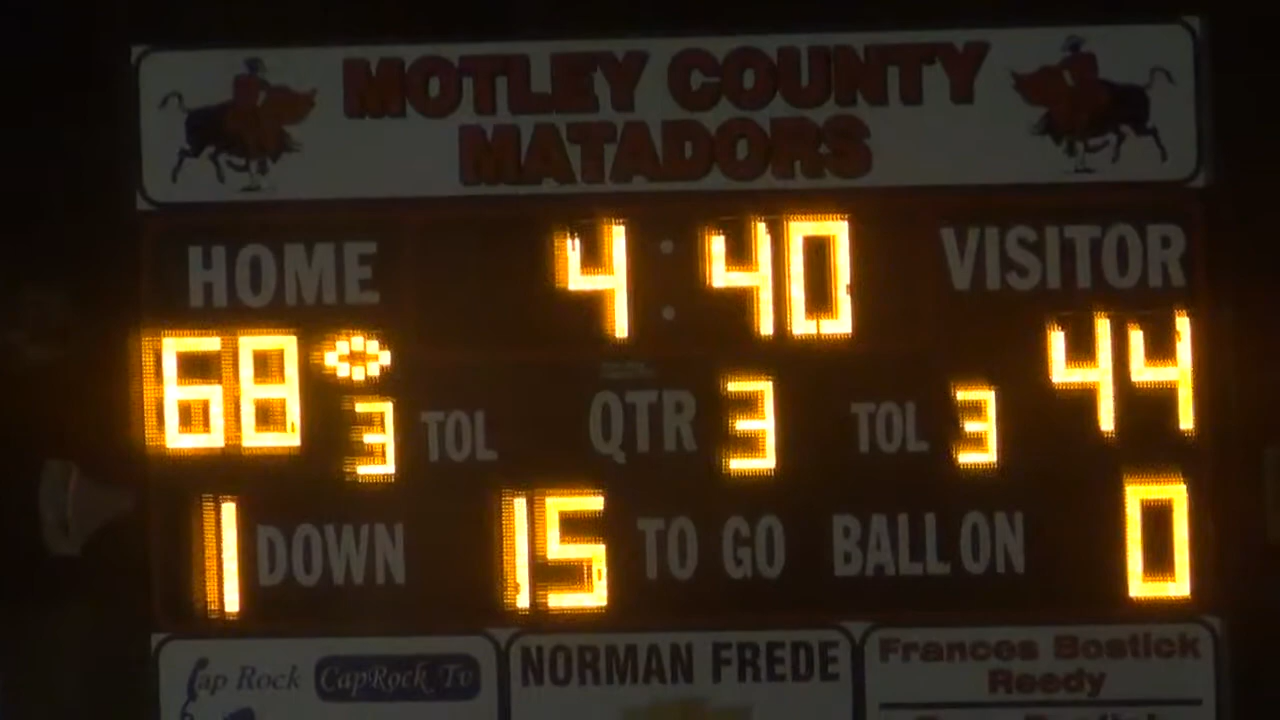 MOTLEY COUNTY
MATADORS
HOME 4:40 VISITOR
68 44
3 TOL QTR 3 TOL 3
1 DOWN 15 TO GO BALL ON 0
Cap Rock CapRock Tv
NORMAN FREDE
Frances Bostick
Reedy